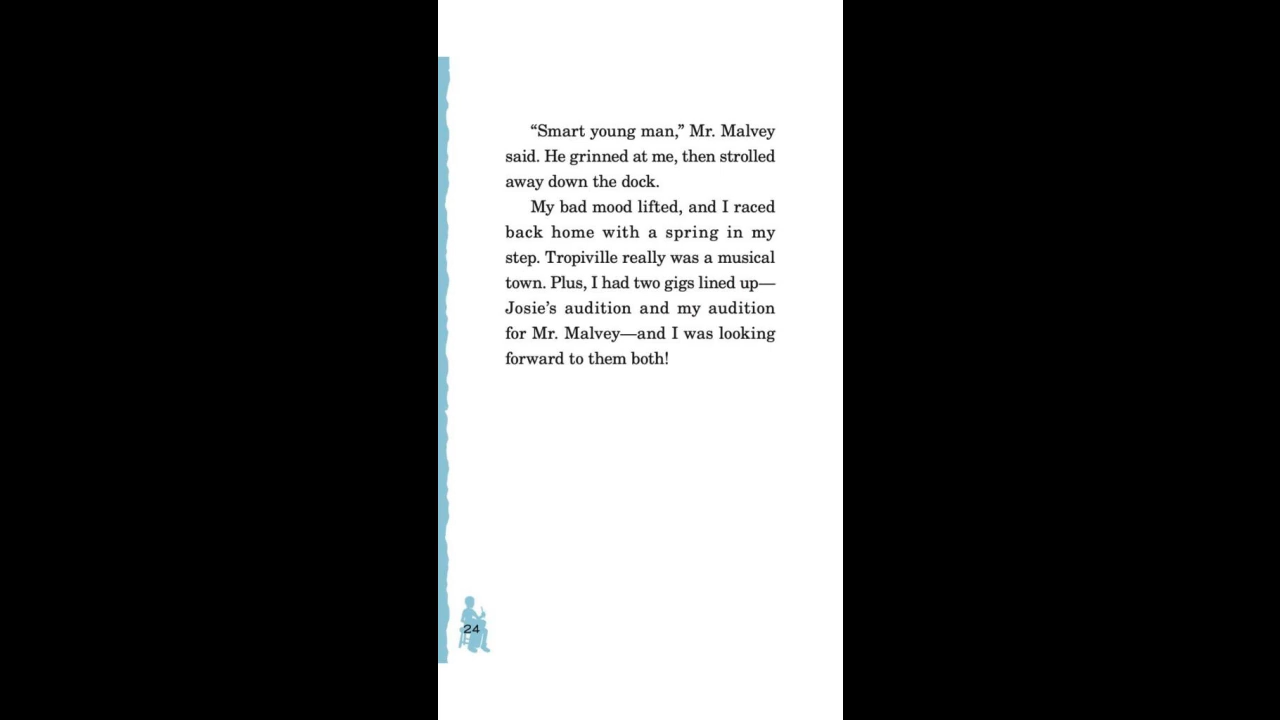 “Smart young man,” Mr. Malvey
said. He grinned at me, then strolled
away down the dock.
My bad mood lifted, and I raced
back home with a spring in my
step. Tropiville really was a musical
town. Plus, I had two gigs lined up—
Josie’s audition and my audition
for Mr. Malvey—and I was looking
forward to them both!
24